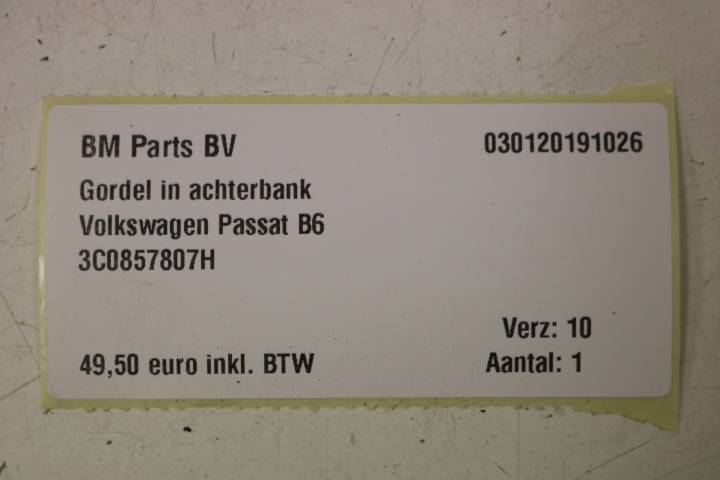 BM Parts BV 030120191026
Gordel in achterbank
Volkswagen Passat B6
3C0857807H
Verz: 10
49,50 euro inkl. BTW Aantal: 1